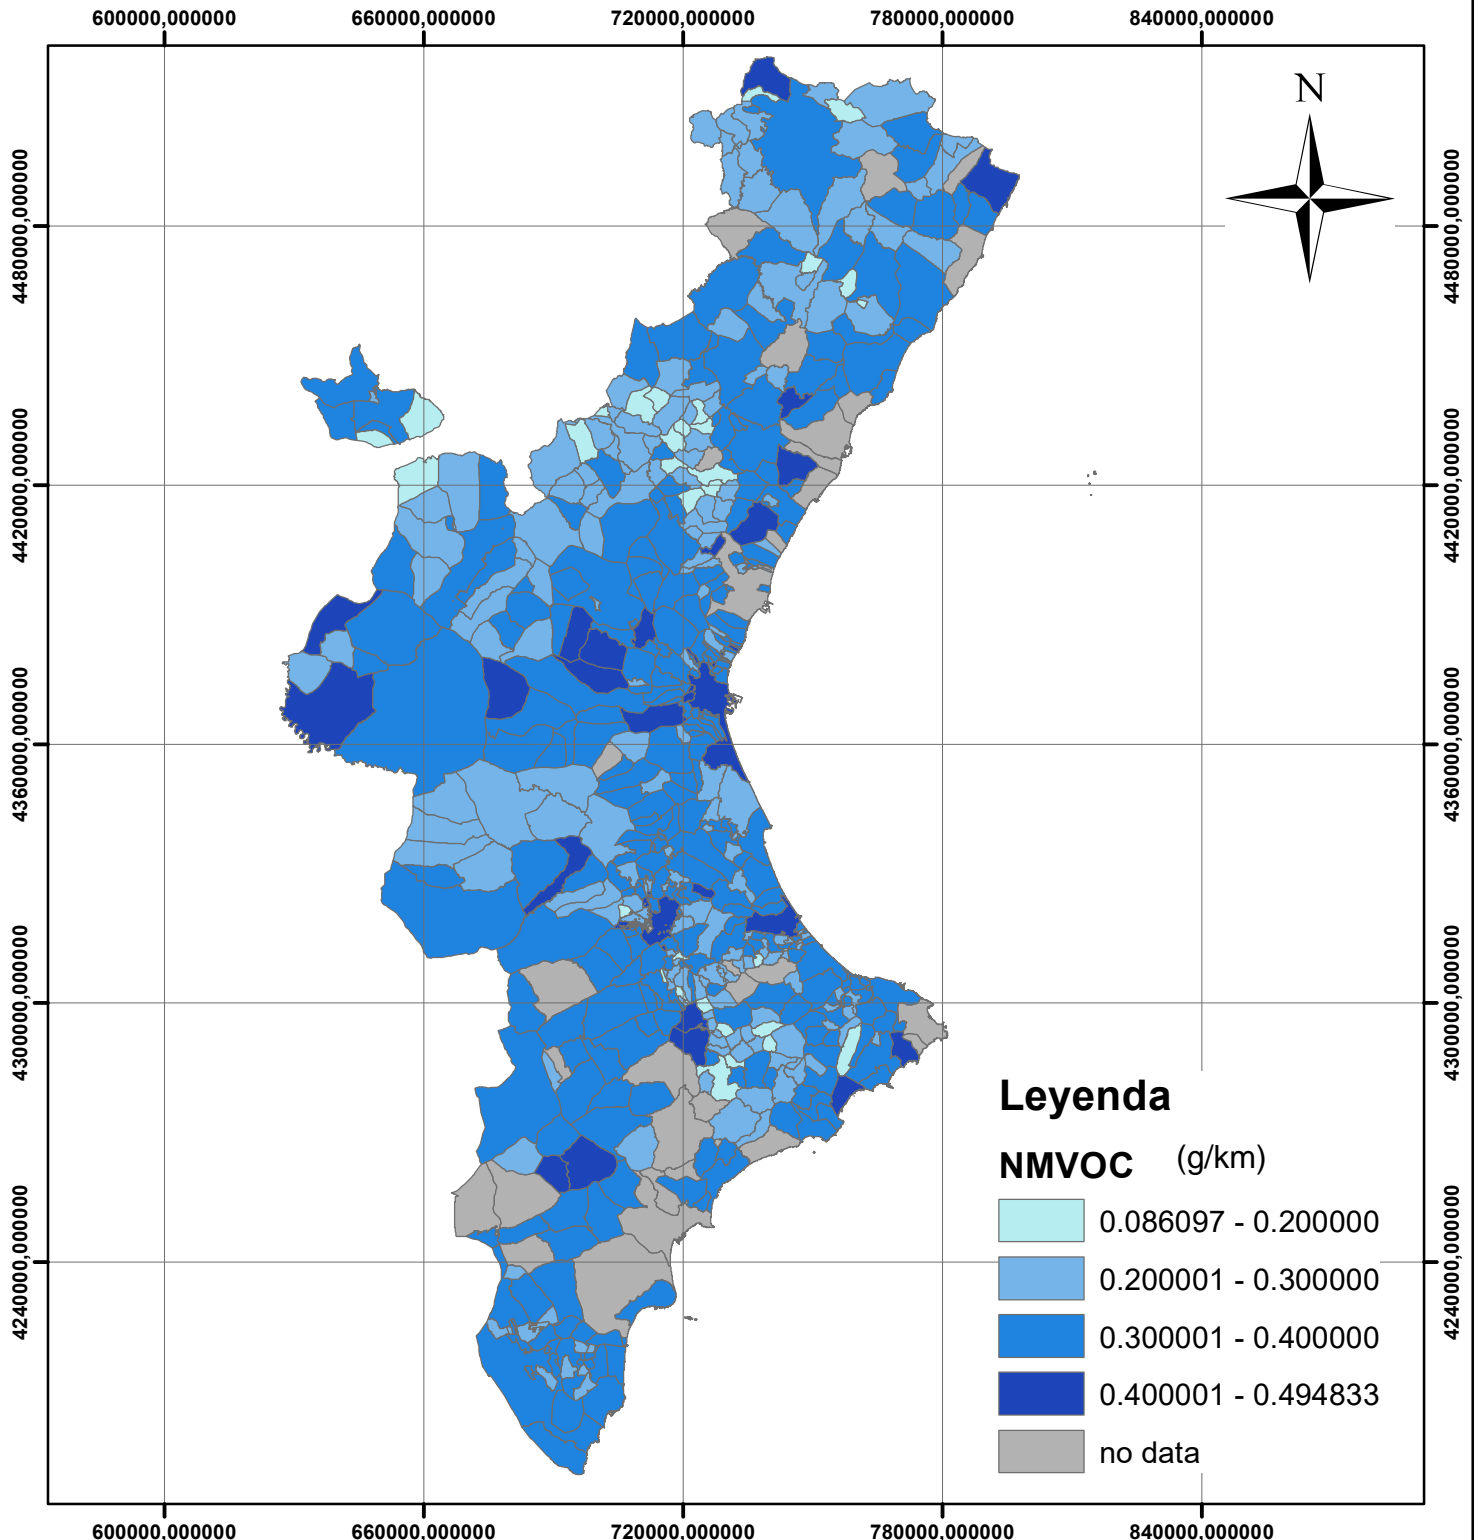 600000,000000 660000,000000 720000,000000 780000,000000 840000,000000
N
4480000,000000 4480000,000000
4420000,000000 4420000,000000
4360000,000000 4360000,000000
4300000,000000 4300000,000000
4240000,000000 4240000,000000
Leyenda
NMVOC (g/km)
0.086097 - 0.200000
0.200001 - 0.300000
0.300001 - 0.400000
0.400001 - 0.494833
no data
600000,000000 660000,000000 720000,000000 780000,000000 840000,000000